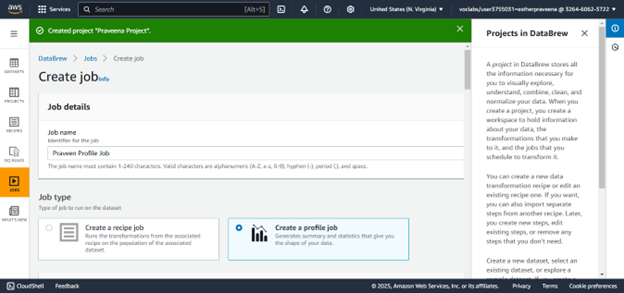 aws
Services
Search
[Alt+S]
United States (N. Virginia)
voclabs/user3755031=estherpraveena @ 3264-6062-3722
Created project "Praveena Project".
DATASETS
PROJECTS
RECIPES
DQ RULES
JOBS
WHAT'S NEW
DataBrew > Jobs > Create job
Create job Info
Job details
Job name
Identifier for the job
Praveen Profile Job
The job name must contain 1-240 characters. Valid characters are alphanumeric (A-Z, a-z, 0-9), hyphen (-), period (.), and space.
Job type
Type of job to run on the dataset
Create a recipe job
Runs the transformations from the associated
recipe on the population of the associated
dataset.
Create a profile job
Generates summary and statistics that give you
the shape of your data.
Projects in DataBrew
A project in DataBrew stores all
the information necessary for
you to visually explore,
understand, combine, clean, and
normalize your data. When you
create a project, you create a
workspace to hold information
about your data, the
transformations that you make
to it, and the jobs that you
schedule to transform it.
You can create a new data
transformation recipe or edit an
existing recipe one. If you want,
you can also import separate
steps from another recipe. Later,
you create new steps, edit
existing steps, or remove any
steps that you don't need.
Create a new dataset, select an
existing dataset, or explore a
CloudShell
Feedback
© 2025, Amazon Web Services, Inc. or its affiliates.
Privacy
Terms
Cookie preferences